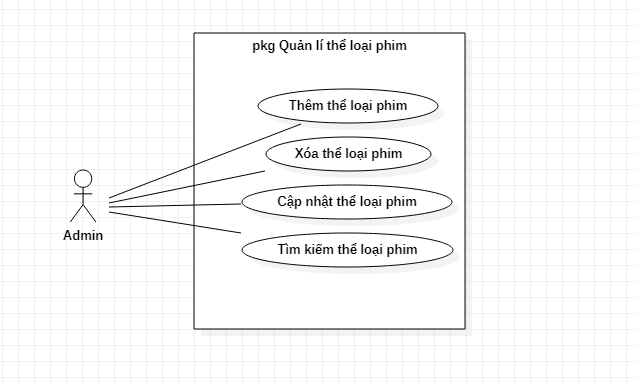 pkg Quản lí thể loại phim
Thêm thể loại phim
Xóa thể loại phim
Cập nhật thể loại phim
Tìm kiếm thể loại phim
Admin